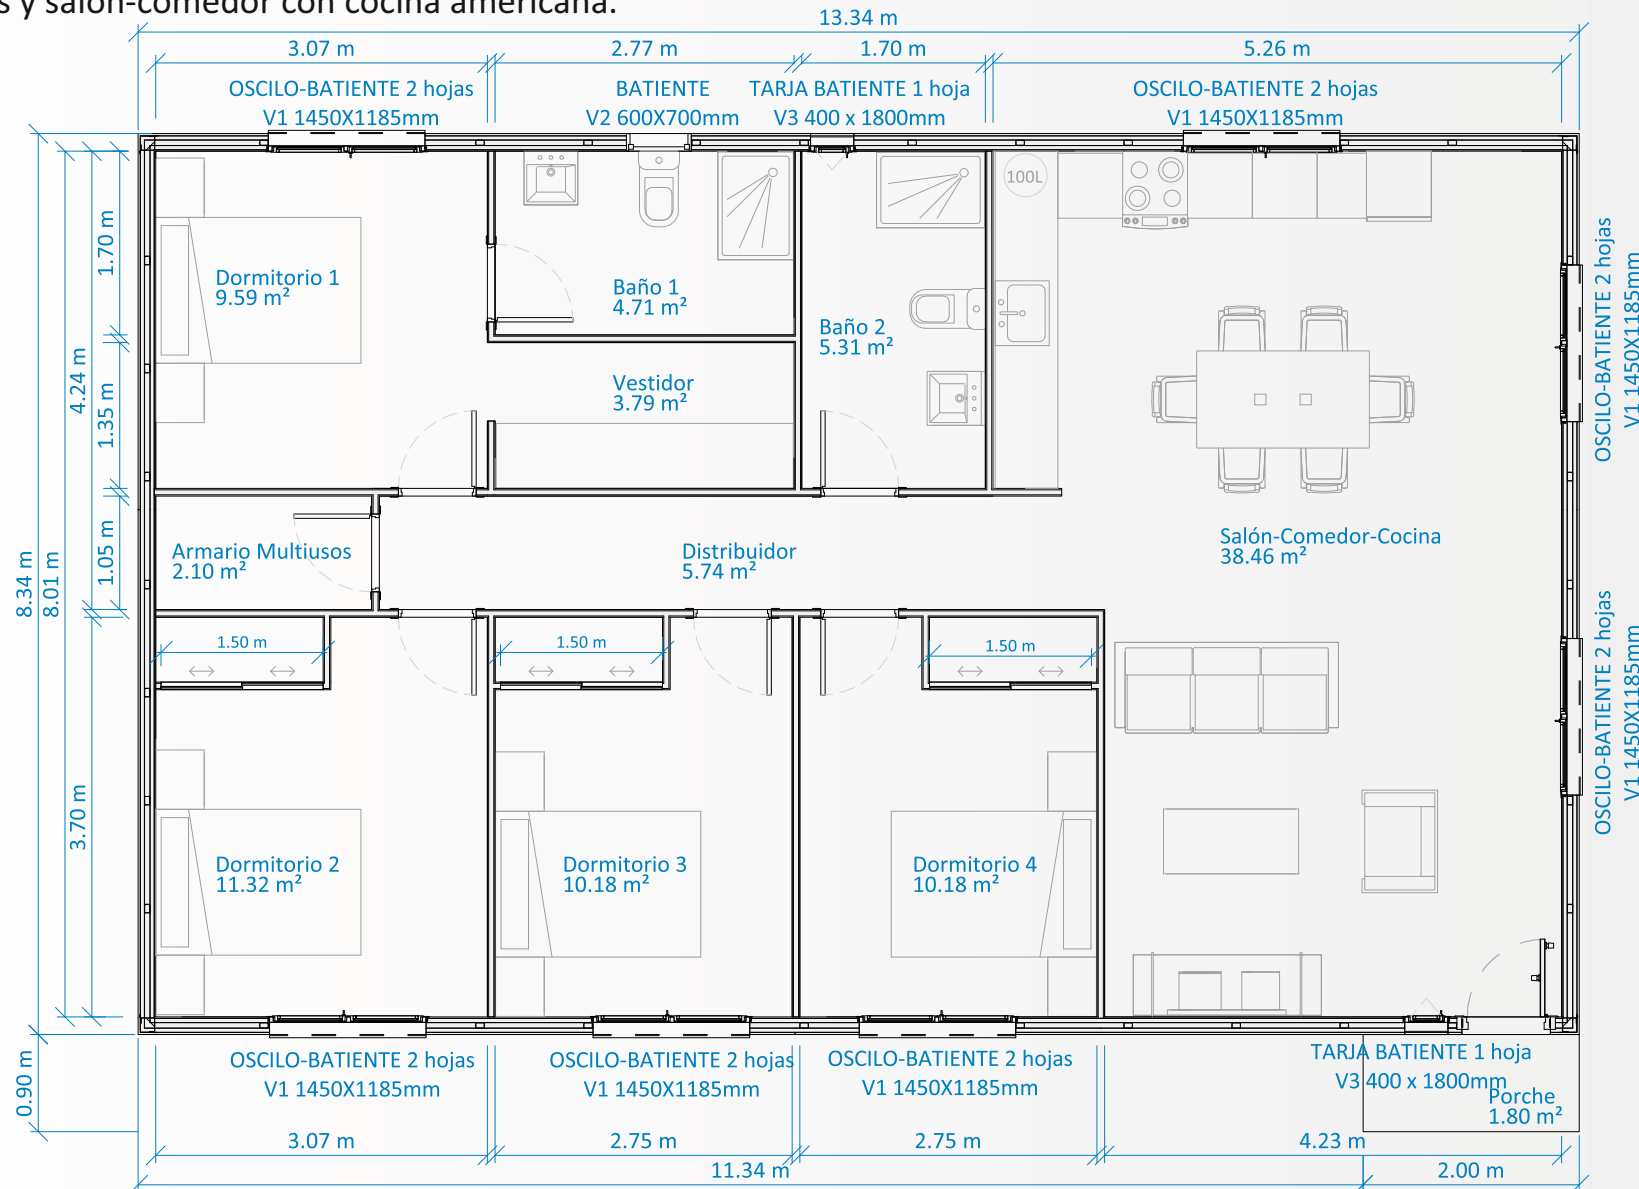 s y salón-comedor con cocina americana.
13.34 m
3.07 m
2.77 m
1.70 m
5.26 m
OSCILO-BATIENTE 2 hojas
V1 1450X1185mm
BATIENTE
V2 600X700mm
TARJA BATIENTE 1 hoja
V3 400 x 1800mm
OSCILO-BATIENTE 2 hojas
V1 1450X1185mm
100L
1.70 m
Dormitorio 1
9.59 m²
Baño 1
4.71 m²
Baño 2
5.31 m²
OSCILO-BATIENTE 2 hojas
V1 1450X1185mm
4.24 m
1.35 m
Vestidor
3.79 m²
8.34 m
8.01 m
1.05 m
Armario Multiusos
2.10 m²
Distribuidor
5.74 m²
Salón-Comedor-Cocina
38.46 m²
1.50 m
1.50 m
1.50 m
OSCILO-BATIENTE 2 hojas
V1 1450X1185mm
3.70 m
Dormitorio 2
11.32 m²
Dormitorio 3
10.18 m²
Dormitorio 4
10.18 m²
0.90 m
OSCILO-BATIENTE 2 hojas
V1 1450X1185mm
OSCILO-BATIENTE 2 hojas
V1 1450X1185mm
OSCILO-BATIENTE 2 hojas
V1 1450X1185mm
TARJA BATIENTE 1 hoja
V3 400 x 1800mm
Porche
1.80 m²
3.07 m
2.75 m
2.75 m
4.23 m
11.34 m
2.00 m